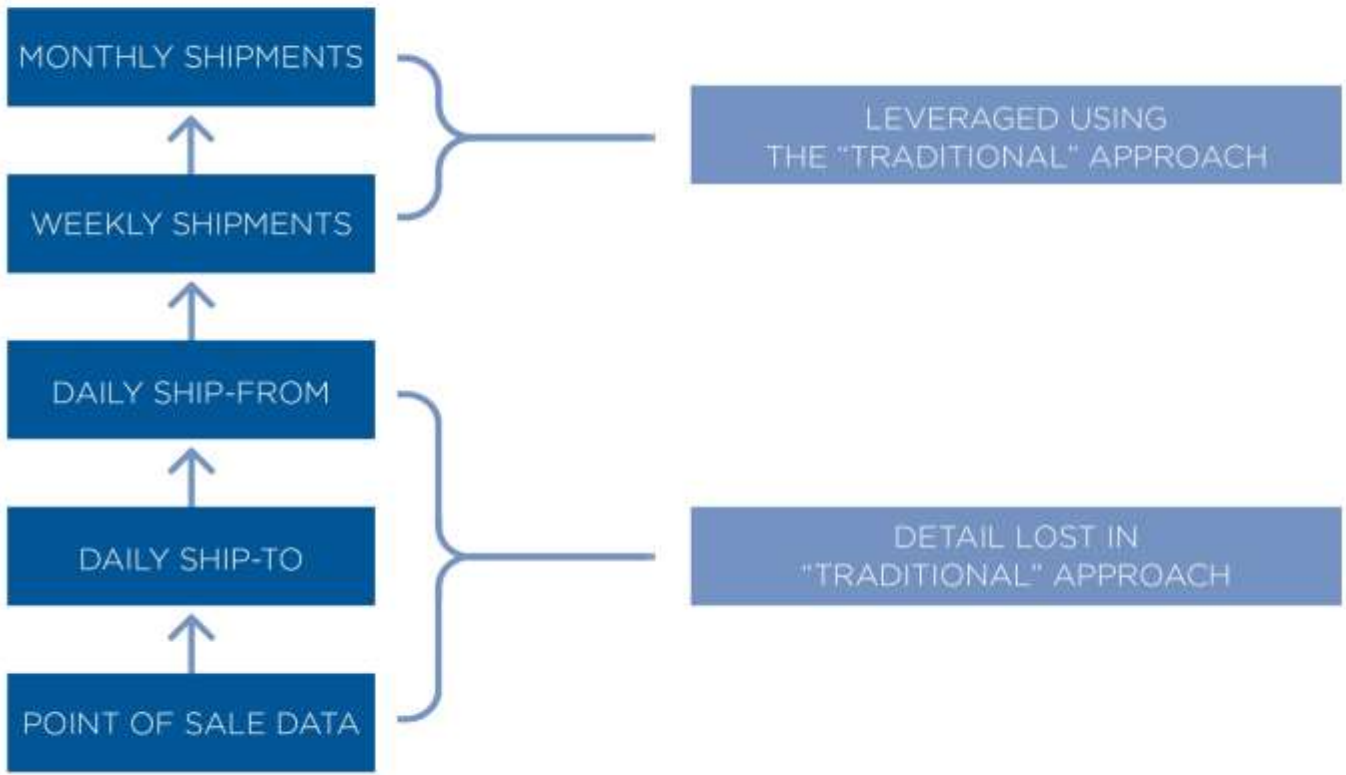 MONTHLY SHIPMENTS
LEVERAGED USING
THE “TRADITIONAL” APPROACH
WEEKLY SHIPMENTS
DAILY SHIP-FROM
DAILY SHIP-TO
DETAIL LOST IN
“TRADITIONAL” APPROACH
POINT OF SALE DATA